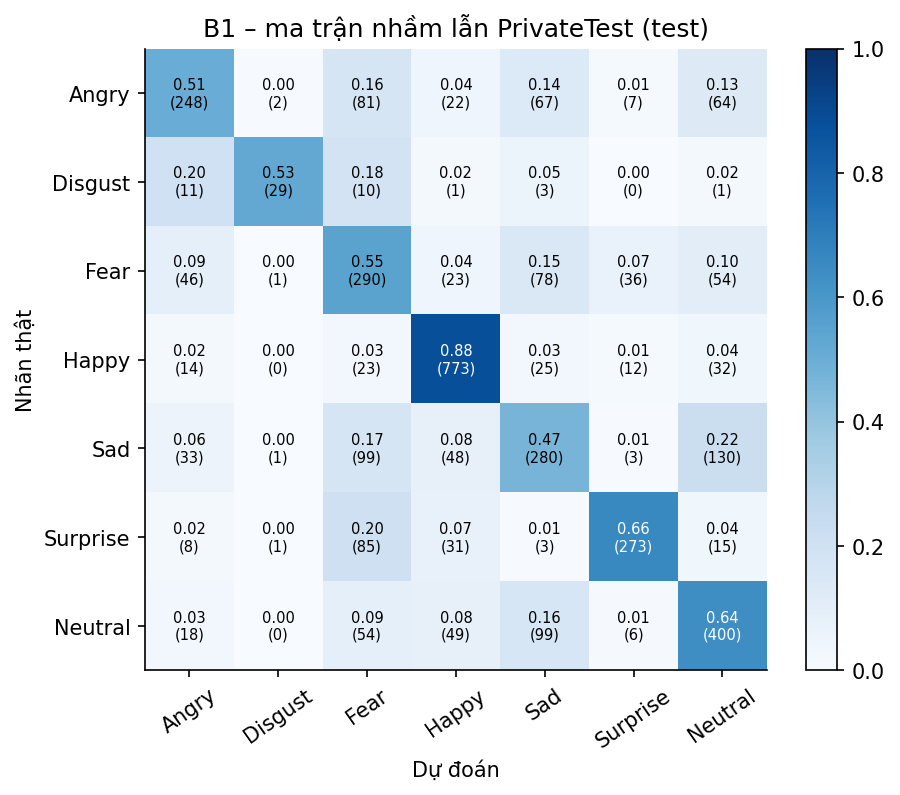 B1 – ma trận nhầm lẫn PrivateTest (test)
Nhãn thật
Angry 0.51 0.00 0.16 0.04 0.14 0.01 0.13
(248) (2) (81) (22) (67) (7) (64)
Disgust 0.20 0.53 0.18 0.02 0.05 0.00 0.02
(11) (29) (10) (1) (3) (0) (1)
Fear 0.09 0.00 0.55 0.04 0.15 0.07 0.10
(46) (1) (290) (23) (78) (36) (54)
Happy 0.02 0.00 0.03 0.88 0.03 0.01 0.04
(14) (0) (23) (773) (25) (12) (32)
Sad 0.06 0.00 0.17 0.08 0.47 0.01 0.22
(33) (1) (99) (48) (280) (3) (130)
Surprise 0.02 0.00 0.20 0.07 0.01 0.66 0.04
(8) (1) (85) (31) (3) (273) (15)
Neutral 0.03 0.00 0.09 0.08 0.16 0.01 0.64
(18) (0) (54) (49) (99) (6) (400)
Angry Disgust Fear Happy Sad Surprise Neutral
Dự đoán
1.0
0.8
0.6
0.4
0.2
0.0